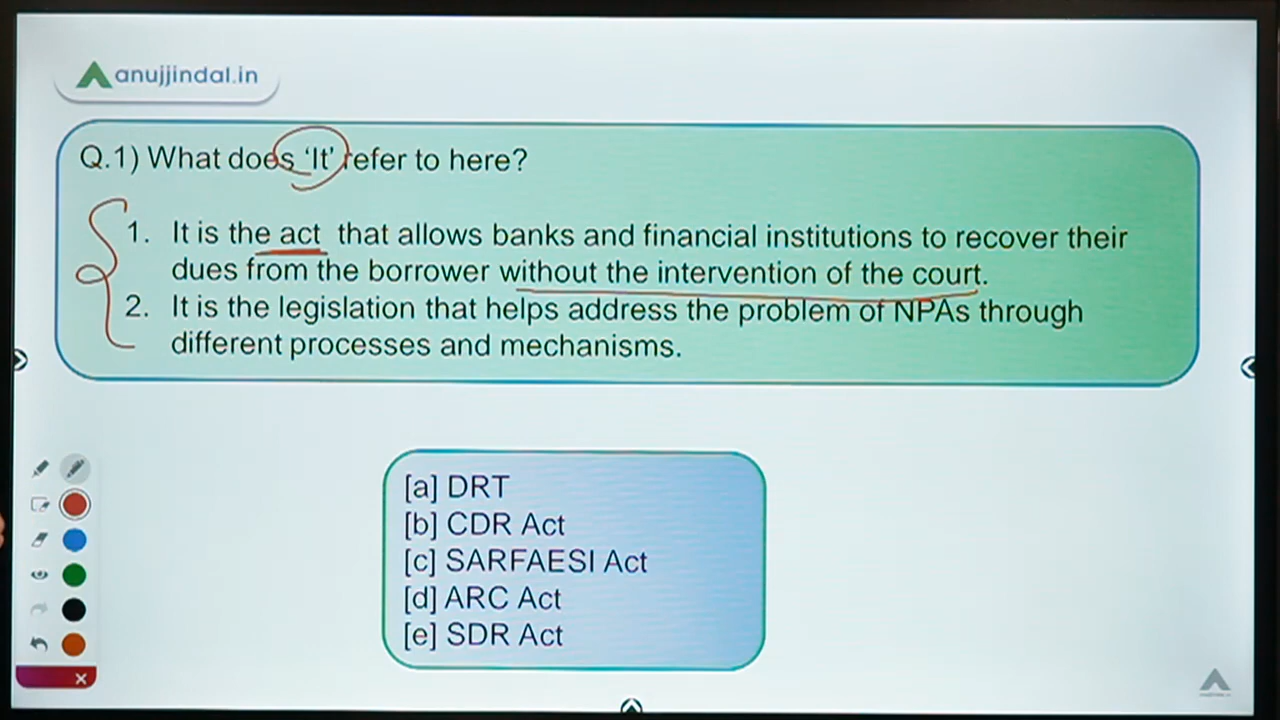 anujjindal.in
Q.1) What does 'It' refer to here?
1. It is the act that allows banks and financial institutions to recover their
dues from the borrower without the intervention of the court.
2. It is the legislation that helps address the problem of NPAs through
different processes and mechanisms.
[a] DRT
[b] CDR Act
[c] SARFAESI Act
[d] ARC Act
[e] SDR Act